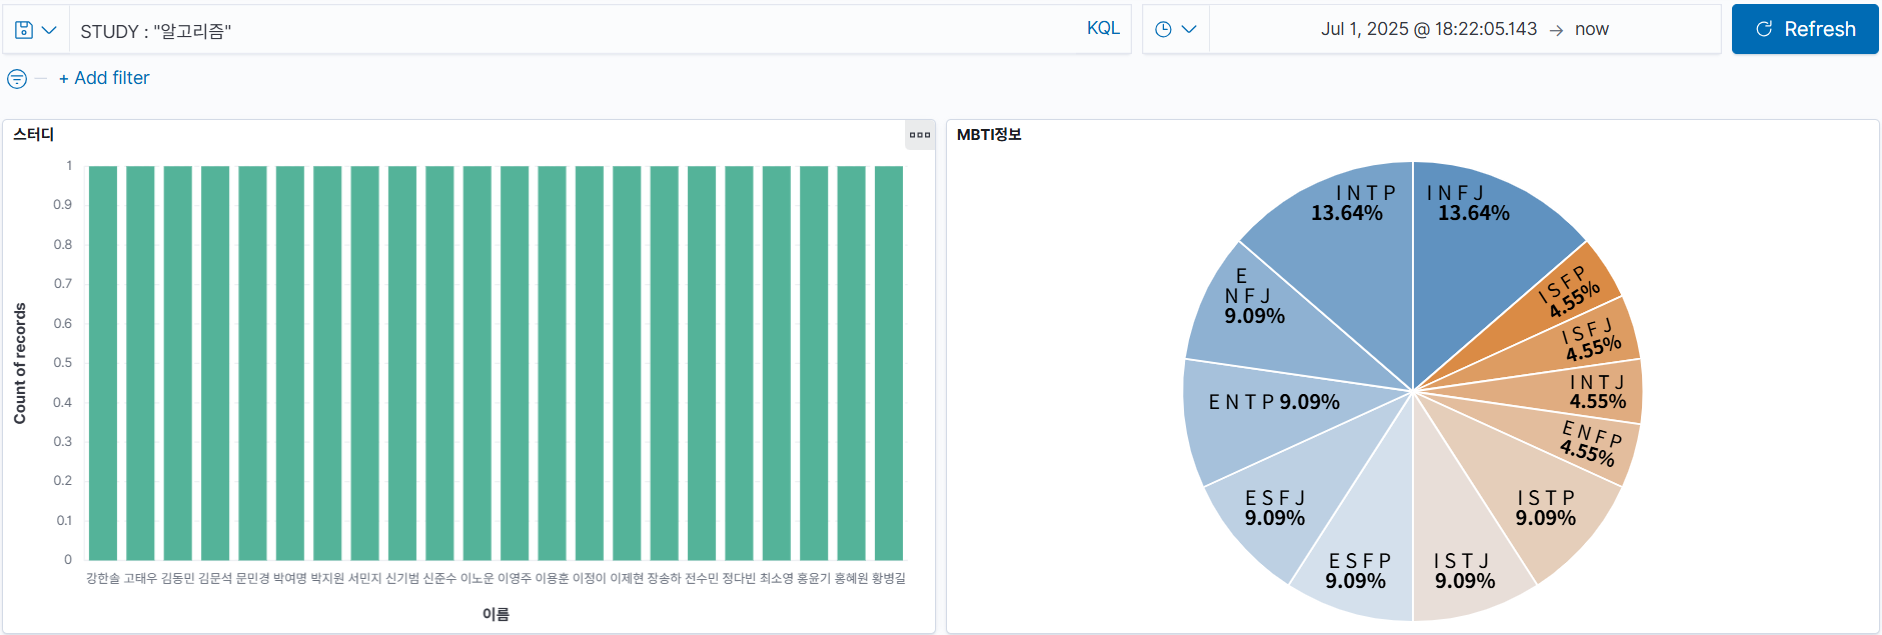 STUDY : "알고리즘"
KQL
Jul 1, 2025 @ 18:22:05.143 → now
Refresh
+ Add filter
스터디
1
0.9
0.8
0.7
0.6
0.5
0.4
0.3
0.2
0.1
0
Count of records
강한솔 고태우 김동민 김문석 문민경 박여명 박지원 서민지 신기범 신준수 이노운 이영주 이용훈 이정이 이제현 장송하 전수민 정다빈 최소영 홍윤기 홍혜원 황병길
이름
MBTI정보
INFJ
13.64%
ISFP
4.55%
ISFJ
4.55%
INTJ
4.55%
ENFP
4.55%
ISTP
9.09%
ISTJ
9.09%
ESFP
9.09%
ESFJ
9.09%
ENTP 9.09%
E
NFJ
9.09%
INTP
13.64%